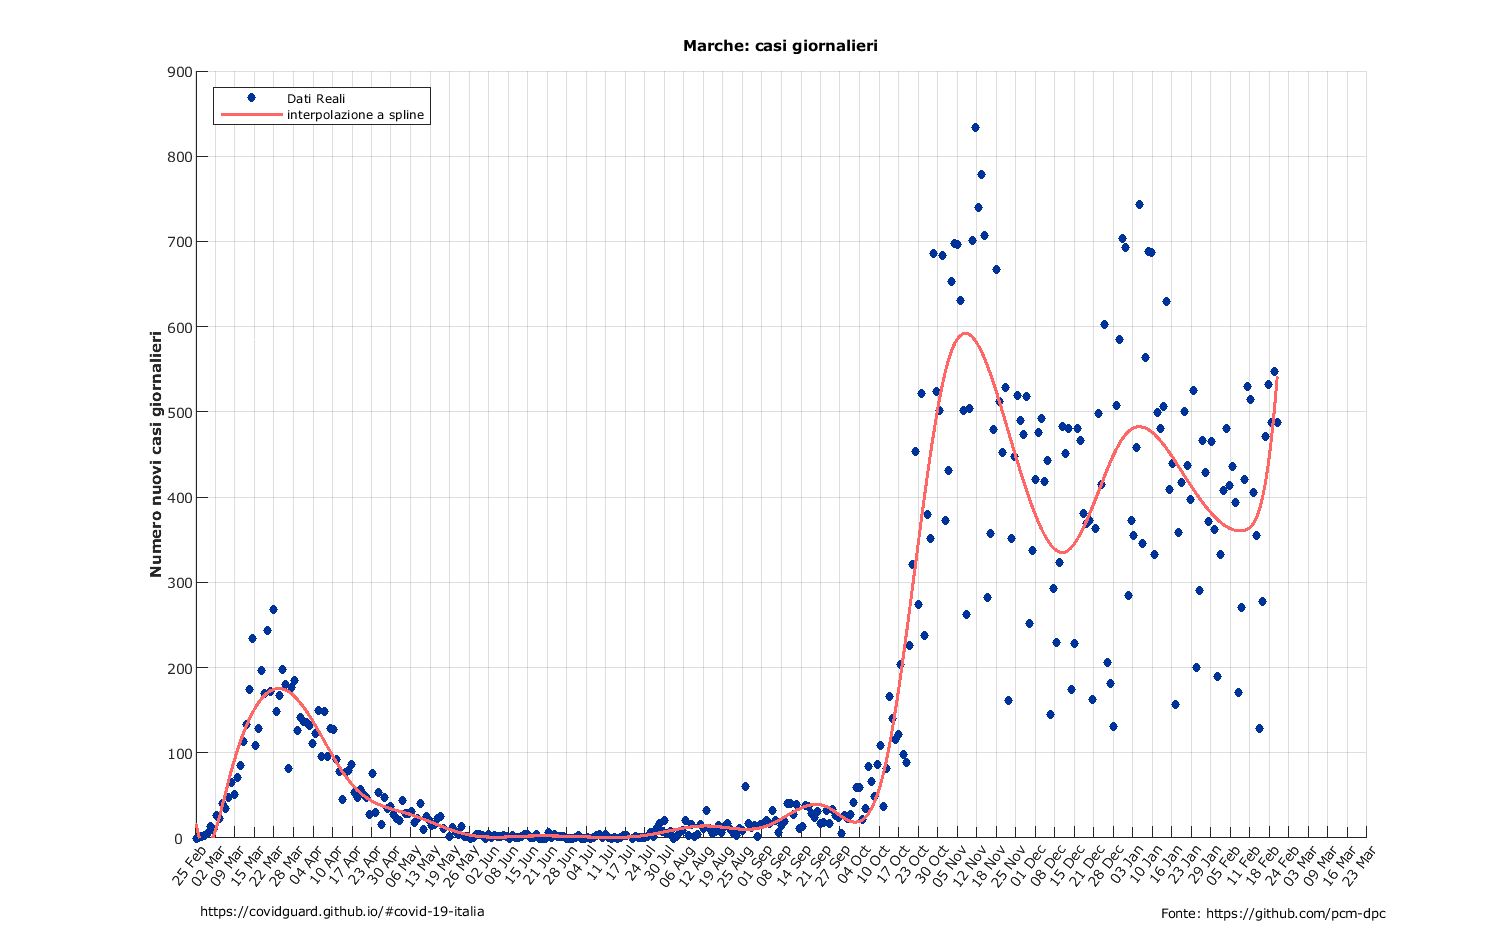 Marche: casi giornalieri
Dati Reali
interpolazione a spline
Numero nuovi casi giornalieri
900
800
700
600
500
400
300
200
100
0
25 Feb
02 Mar
09 Mar
15 Mar
22 Mar
28 Mar
04 Apr
10 Apr
17 Apr
23 Apr
30 Apr
06 May
13 May
19 May
26 May
02 Jun
08 Jun
15 Jun
21 Jun
28 Jun
04 Jul
11 Jul
17 Jul
24 Jul
30 Jul
06 Aug
12 Aug
19 Aug
25 Aug
01 Sep
08 Sep
14 Sep
21 Sep
27 Sep
04 Oct
10 Oct
17 Oct
23 Oct
30 Nov
05 Nov
12 Nov
18 Nov
25 Dec
01 Dec
08 Dec
15 Dec
21 Dec
28 Dec
03 Jan
10 Jan
16 Jan
23 Jan
29 Jan
05 Feb
11 Feb
18 Feb
24 Feb
03 Mar
09 Mar
16 Mar
23 Mar
https://covidguard.github.io/#covid-19-italia
Fonte: https://github.com/pcm-dpc